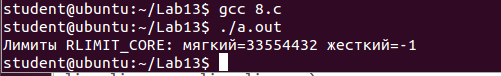 student@ubuntu:~/Lab13$ gcc 8.c
student@ubuntu:~/Lab13$ ./a.out
Лимиты RLIMIT_CORE: мягкий=33554432 жесткий=-1
student@ubuntu:~/Lab13$